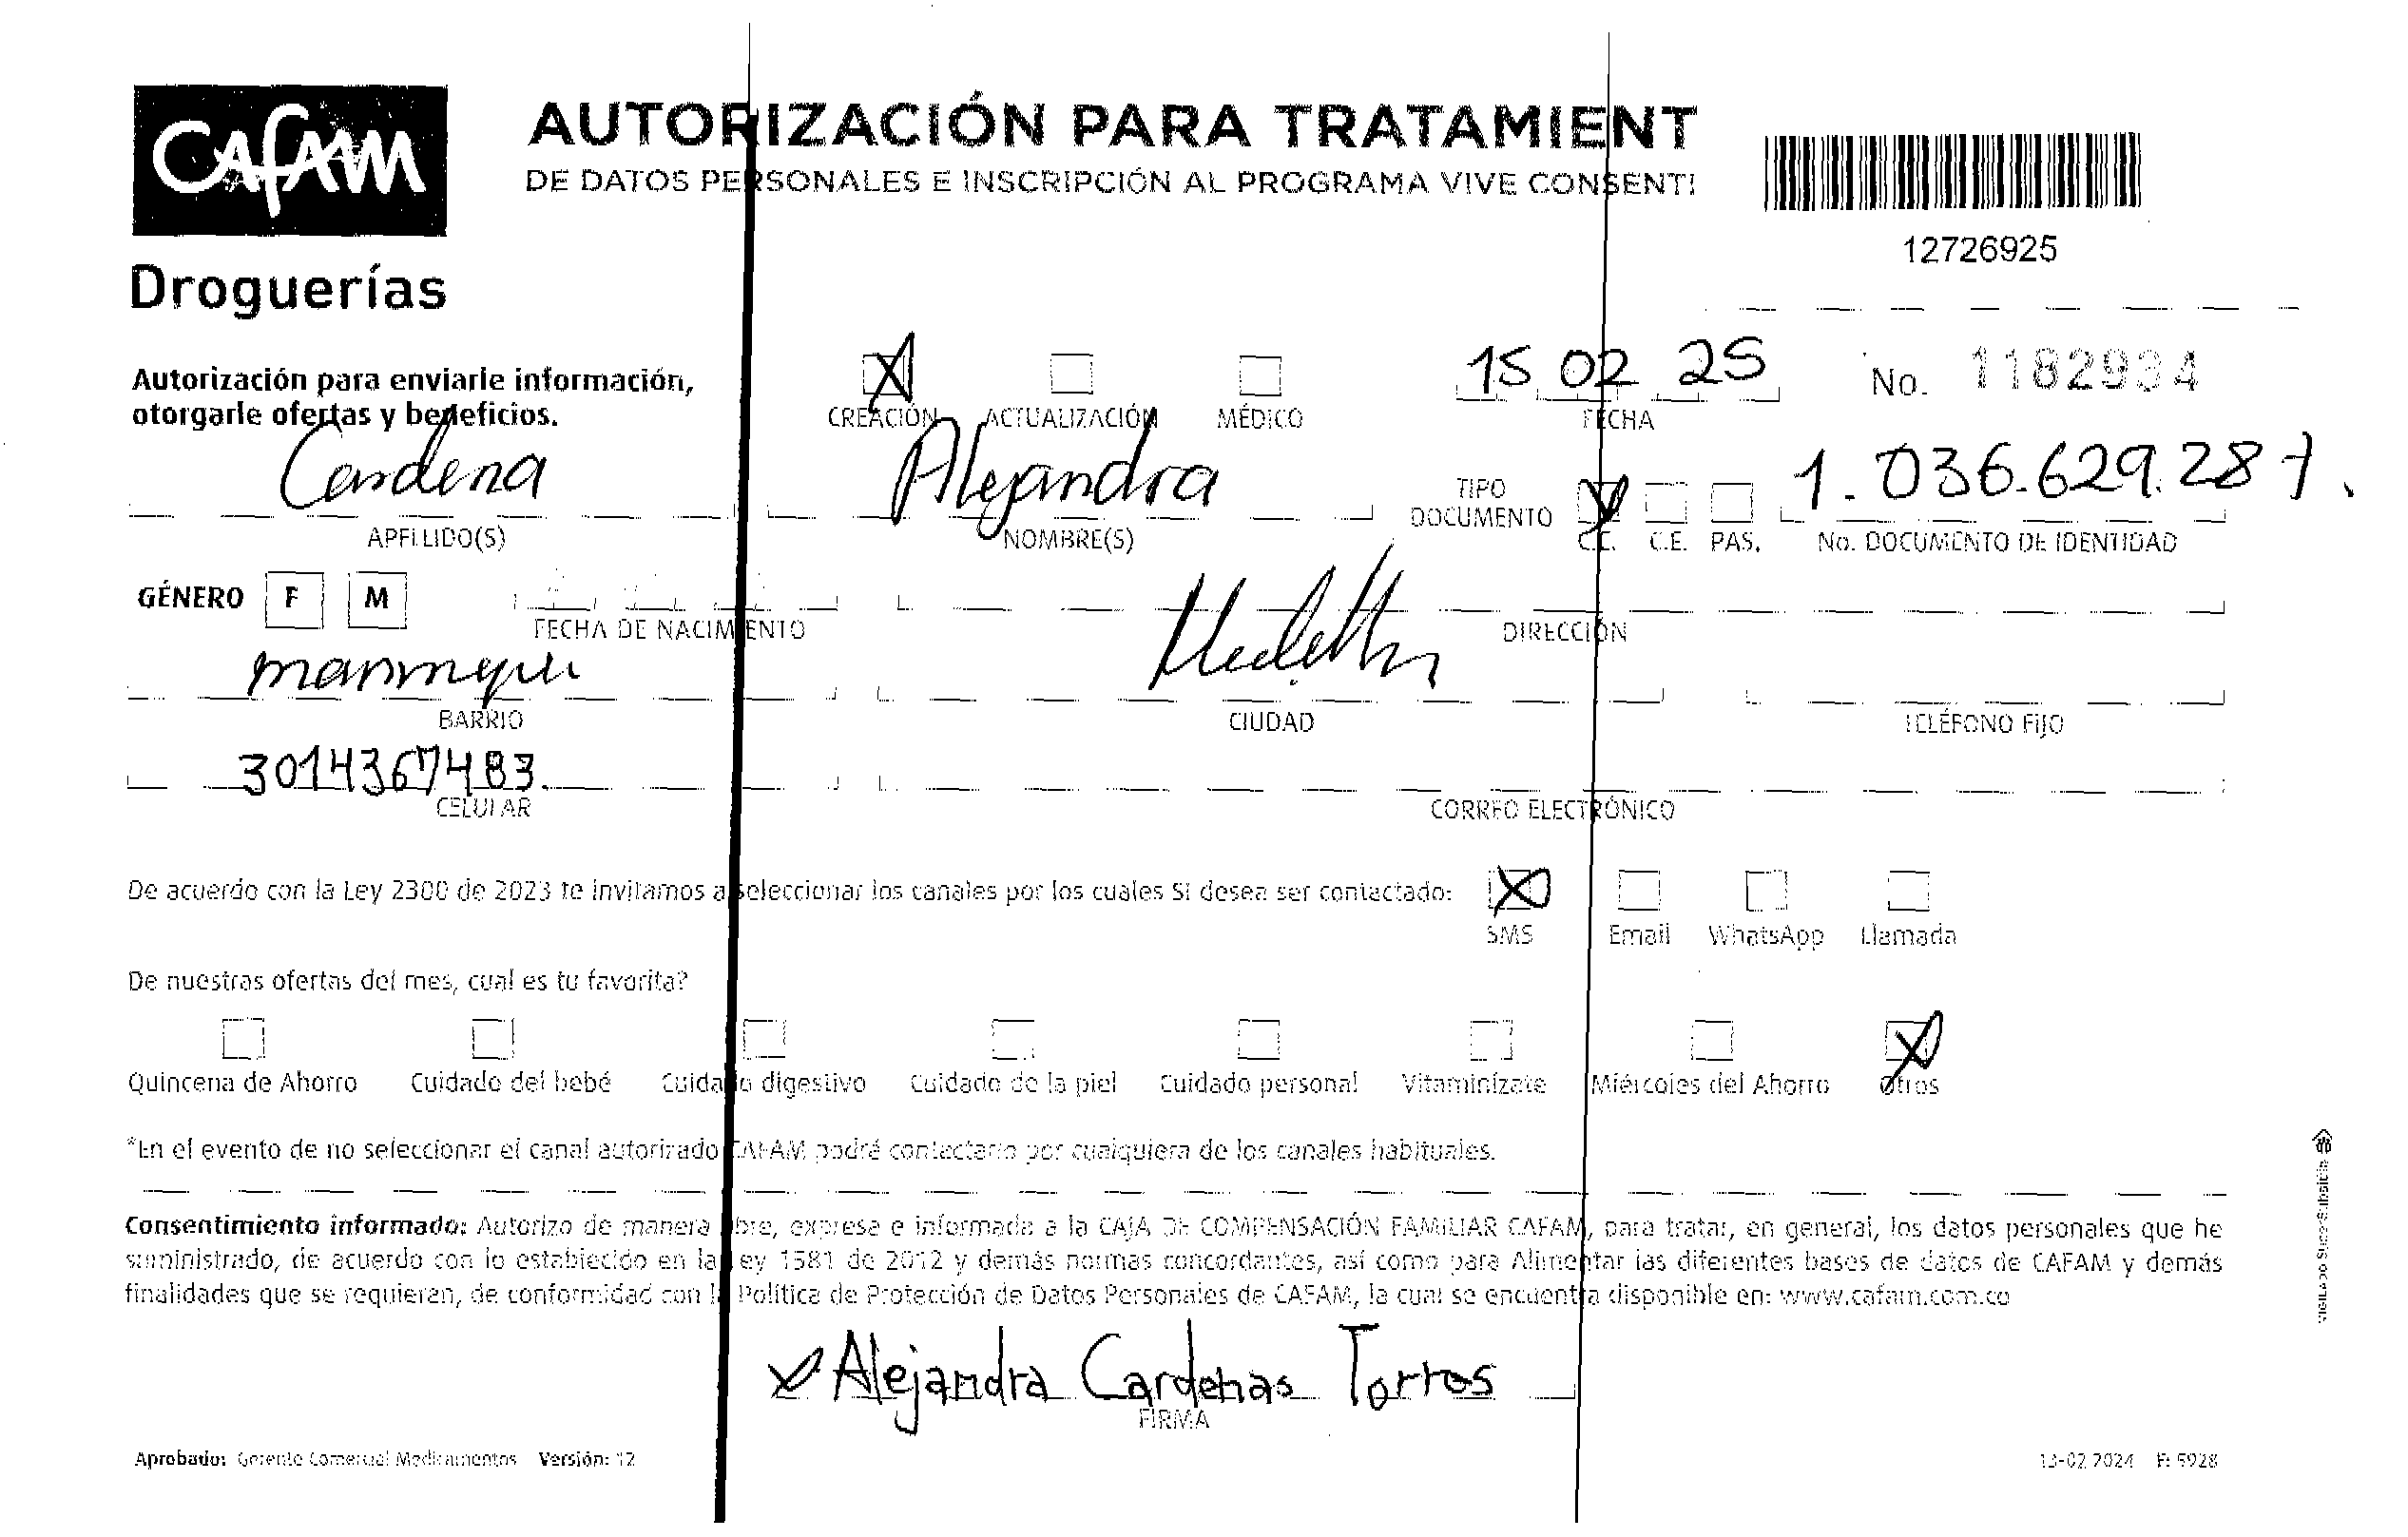 CAFAM
Droguerías
AUTORIZACIÓN PARA TRATAMIENT
DE DATOS PERSONALES E INSCRIPCIÓN AL PROGRAMA VIVE CONSENTI
12726925
Autorización para enviarle información,
otorgarle ofertas y beneficios.
CREACIÓN ACTUALIZACIÓN MÉDICO
15 02 25
FECHA
No. 1182934
Cardena
APELLIDO(S)
Alejandra
NOMBRE(S)
TIPO
DOCUMENTO
C.C. C.E. PAS.
1.036.629.287.
No. DOCUMENTO DE IDENTIDAD
GÉNERO F M
FECHA DE NACIMIENTO
DIRECCIÓN
BARRIO
CIUDAD
TELÉFONO FIJO
3014367483.
CELULAR
CORREO ELECTRÓNICO
De acuerdo con la Ley 2300 de 2023 te invitamos a seleccionar los canales por los cuales SI desea ser contactado:
SMS Email WhatsApp Llamada
De nuestras ofertas del mes, cual es tu favorita?
Quincena de Ahorro Cuidado del bebé Cuidado digestivo Cuidado de la piel Cuidado personal Vitaminízate Miércoles del Ahorro Otros
*En el evento de no seleccionar el canal autorizado CAFAM podrá contactarlo por cualquiera de los canales habituales.
Consentimiento informado: Autorizo de manera libre, expresa e informada a la CAJA DE COMPENSACIÓN FAMILIAR CAFAM, para tratar, en general, los datos personales que he
suministrado, de acuerdo con lo establecido en la Ley 1581 de 2012 y demás normas concordantes, así como para Alimentar las diferentes bases de datos de CAFAM y demás
finalidades que se requieran, de conformidad con la Política de Protección de Datos Personales de CAFAM, la cual se encuentra disponible en: www.cafam.com.co
Alejandra Cardenas Torres
FIRMA
Aprobado: Gerente Comercial Medicamentos Versión: 12
13-02 2024 F: 5928
VIGILADO SuperSubsidio